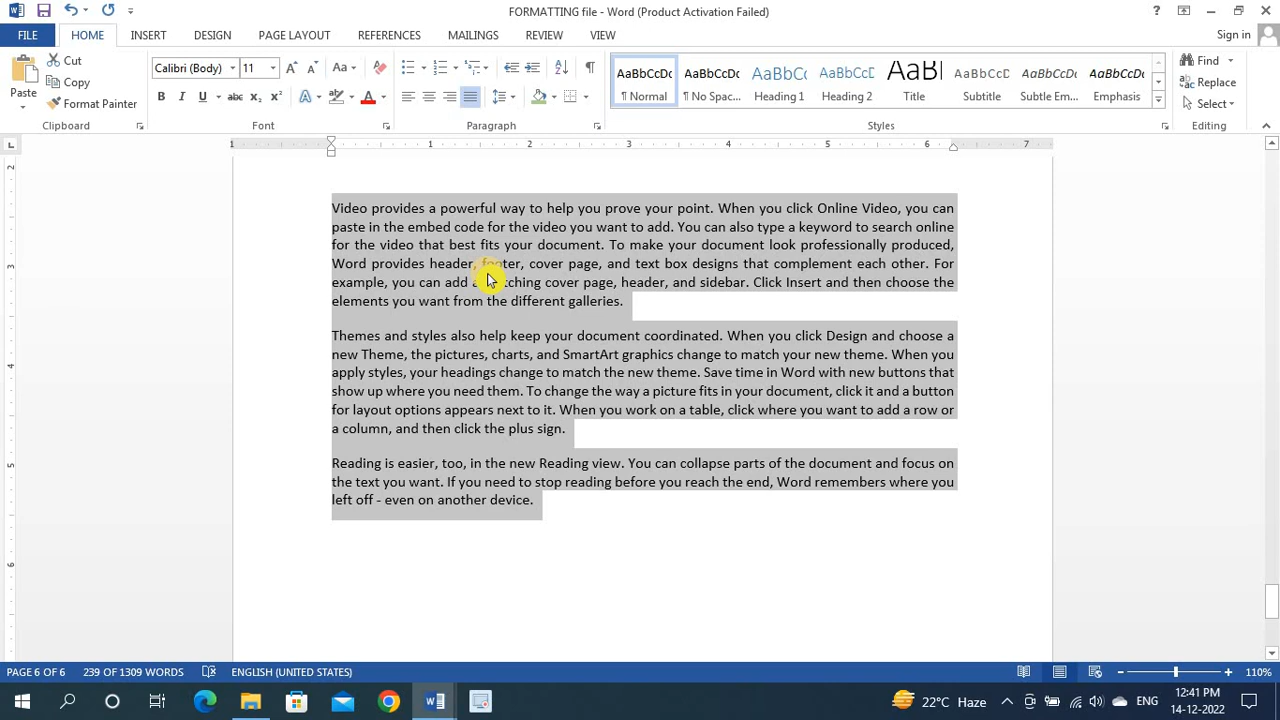 FORMATTING file - Word (Product Activation Failed)
?
FILE HOME INSERT DESIGN PAGE LAYOUT REFERENCES MAILINGS REVIEW VIEW Sign in
Paste
Cut
Copy
Format Painter
Clipboard
Calibri (Body) 11
Font
Paragraph
AaBbCcDc AaBbCcDc AaBbCc AaBbCcD AaBl AaBbCcD AaBbCcDc AaBbCcDc
¶ Normal ¶ No Spac... Heading 1 Heading 2 Title Subtitle Subtle Em... Emphasis
Styles
Find
Replace
Select
Editing
1 1 2 3 4 5 6 7
2
3
4
5
6
Video provides a powerful way to help you prove your point. When you click Online Video, you can
paste in the embed code for the video you want to add. You can also type a keyword to search online
for the video that best fits your document. To make your document look professionally produced,
Word provides header, footer, cover page, and text box designs that complement each other. For
example, you can add a matching cover page, header, and sidebar. Click Insert and then choose the
elements you want from the different galleries.
Themes and styles also help keep your document coordinated. When you click Design and choose a
new Theme, the pictures, charts, and SmartArt graphics change to match your new theme. When you
apply styles, your headings change to match the new theme. Save time in Word with new buttons that
show up where you need them. To change the way a picture fits in your document, click it and a button
for layout options appears next to it. When you work on a table, click where you want to add a row or
a column, and then click the plus sign.
Reading is easier, too, in the new Reading view. You can collapse parts of the document and focus on
the text you want. If you need to stop reading before you reach the end, Word remembers where you
left off - even on another device.
PAGE 6 OF 6 239 OF 1309 WORDS ENGLISH (UNITED STATES) 110%
22°C Haze ENG 12:41 PM
14-12-2022